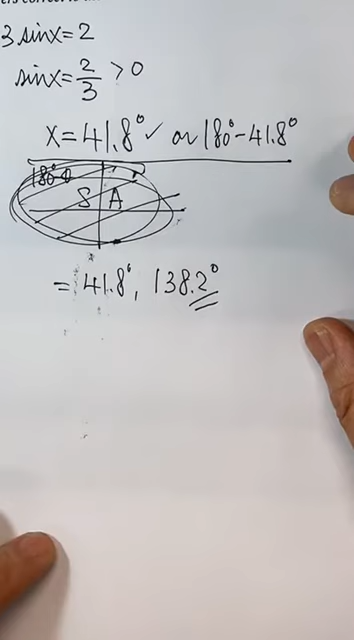 3 sinx=2
sinx=2/3 >0
x=41.8° ✓ or 180°-41.8°
180°-θ
S A
= 41.8°, 138.2°